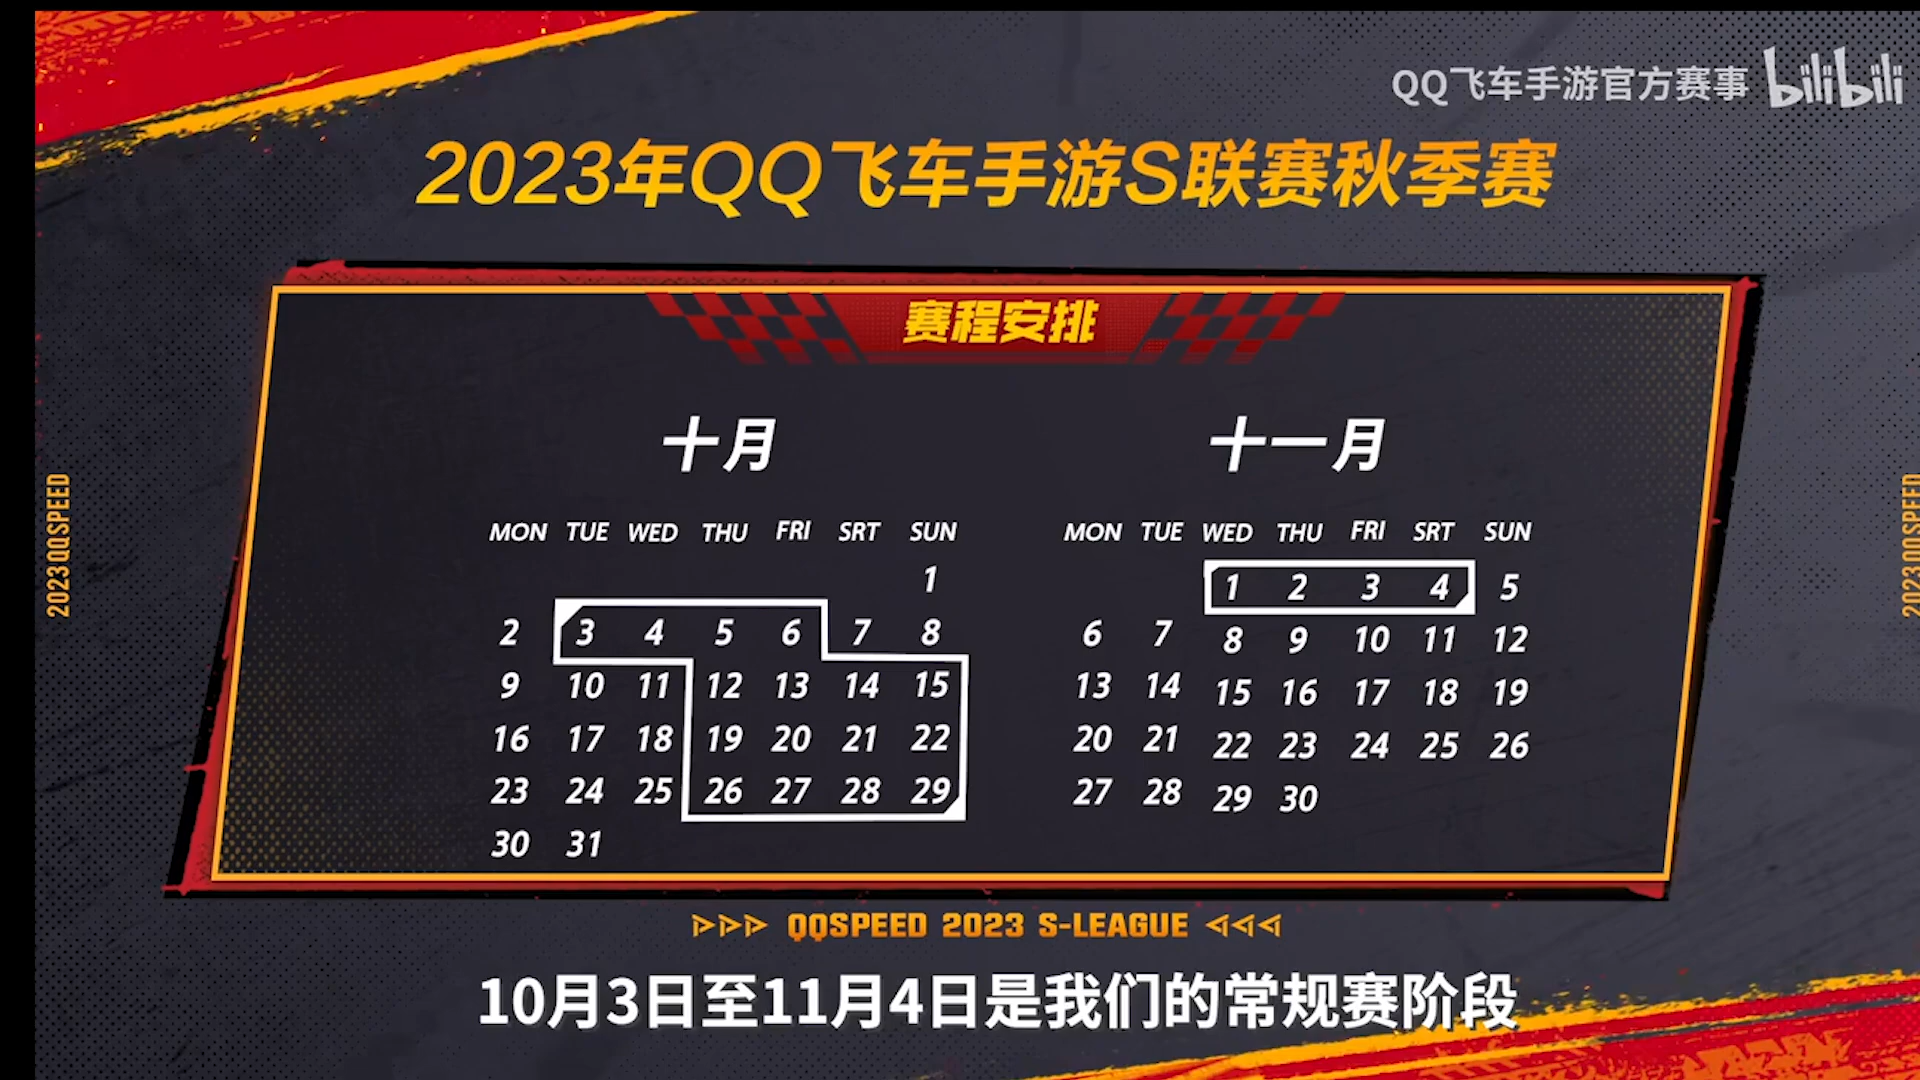 QQ飞车手游官方赛事 bilibili
2023年QQ飞车手游S联赛秋季赛
赛程安排
十月
MON TUE WED THU FRI SRT SUN
1
2 3 4 5 6 7 8
9 10 11 12 13 14 15
16 17 18 19 20 21 22
23 24 25 26 27 28 29
30 31
十一月
MON TUE WED THU FRI SRT SUN
1 2 3 4 5
6 7 8 9 10 11 12
13 14 15 16 17 18 19
20 21 22 23 24 25 26
27 28 29 30
2023QQSPEED
2023QQSPEED
QQSPEED 2023 S-LEAGUE
10月3日至11月4日是我们的常规赛阶段